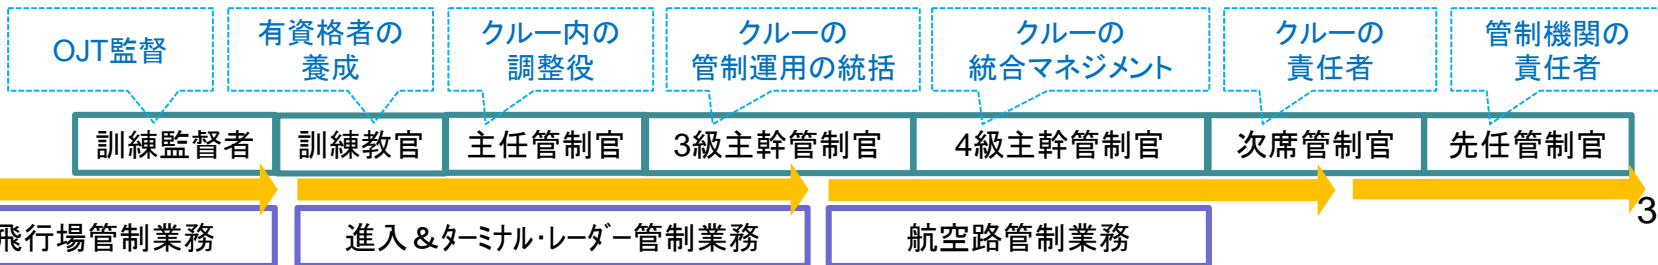 OJT監督
有資格者の
養成
クルー内の
調整役
クルーの
管制運用の統括
クルーの
統合マネジメント
クルーの
責任者
管制機関の
責任者
訓練監督者
訓練教官
主任管制官
3級主幹管制官
4級主幹管制官
次席管制官
先任管制官
3
飛行場管制業務
進入&ﾀｰﾐﾅﾙ･ﾚｰﾀﾞｰ管制業務
航空路管制業務